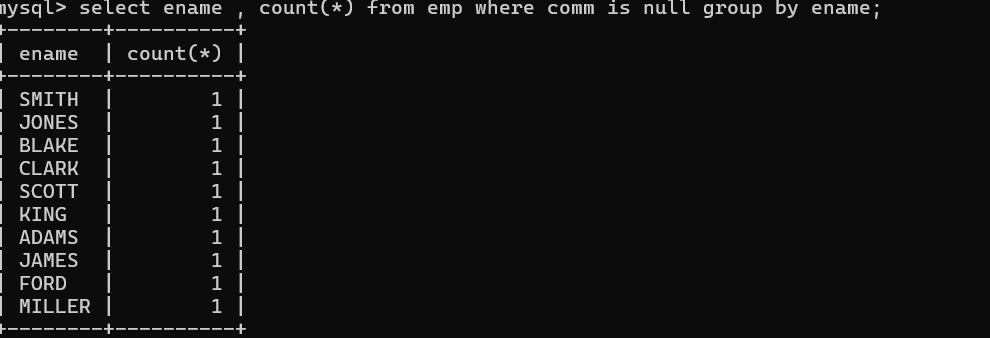 mysql> select ename , count(*) from emp where comm is null group by ename;
+--------+----------+
| ename  | count(*) |
+--------+----------+
| SMITH  |        1 |
| JONES  |        1 |
| BLAKE  |        1 |
| CLARK  |        1 |
| SCOTT  |        1 |
| KING   |        1 |
| ADAMS  |        1 |
| JAMES  |        1 |
| FORD   |        1 |
| MILLER |        1 |
+--------+----------+